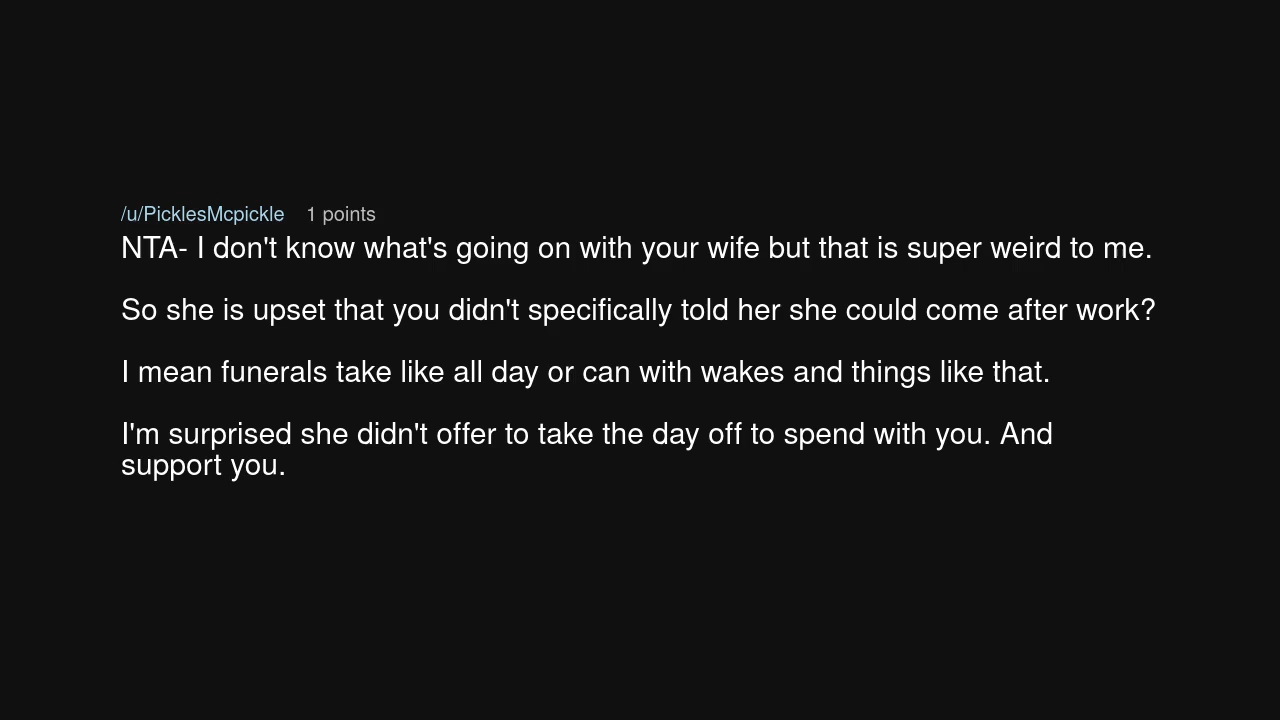 /u/PicklesMcpickle 1 points
NTA- I don't know what's going on with your wife but that is super weird to me.
So she is upset that you didn't specifically told her she could come after work?
I mean funerals take like all day or can with wakes and things like that.
I'm surprised she didn't offer to take the day off to spend with you. And
support you.